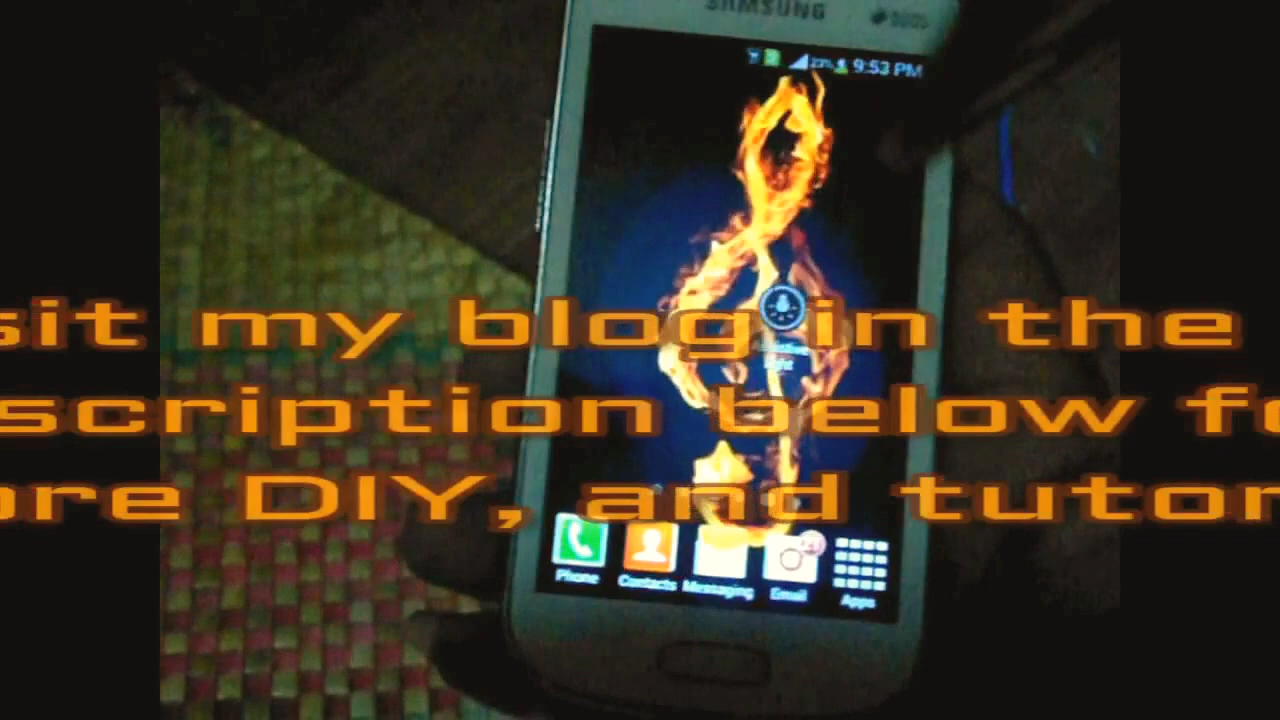 SAMSUNG
23% 9:53 PM
sit my blog in the
scription below fo
ore DIY, and tutor
Phone Contacts Messaging Email Apps